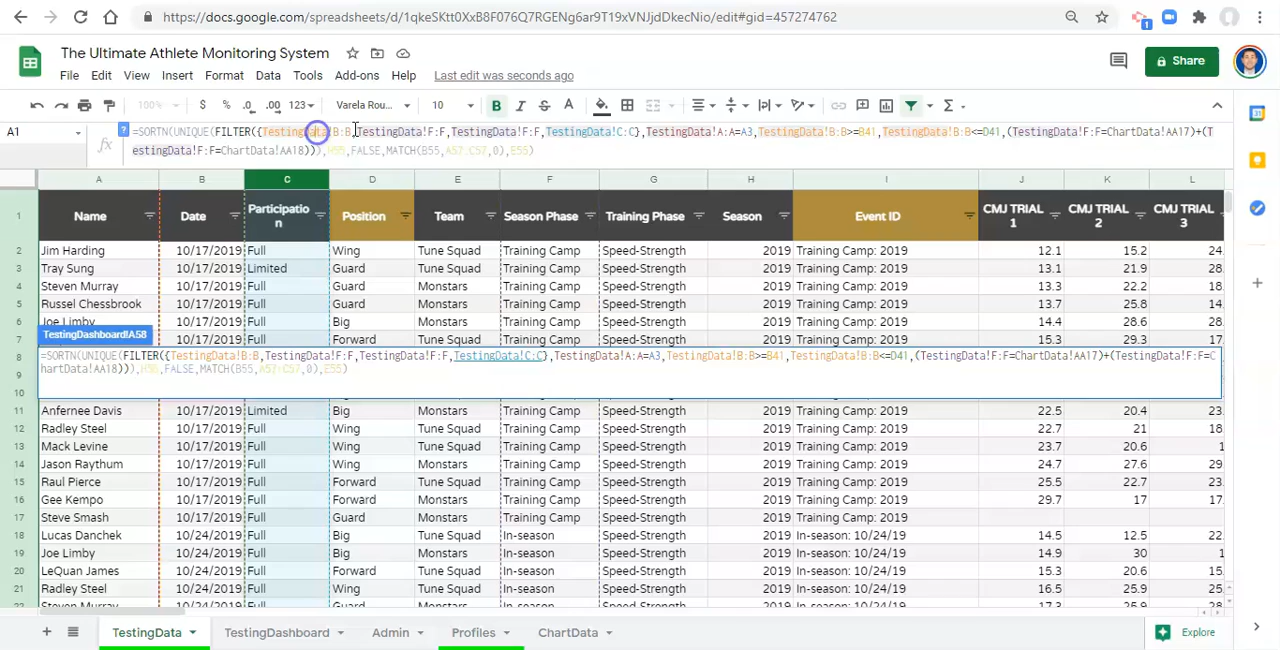 https://docs.google.com/spreadsheets/d/1qkeSKtt0XxB8F07Q7RGENg6ar9T19xVNJjdDkecNio/edit#gid=457274762
1
The Ultimate Athlete Monitoring System
Share
File Edit View Insert Format Data Tools Add-ons Help Last edit was seconds ago
100% $ % .0 .00 123 Varela Rou... 10 B I S A
A1
=SORTN(UNIQUE(FILTER({TestingData!B:B,TestingData!F:F,TestingData!F:F,TestingData!C:C},TestingData!A:A=A3,TestingData!B:B>=B41,TestingData!B:B<=D41,(TestingData!F:F=ChartData!AA17)+(T
estingData!F:F=ChartData!AA18))),H55,FALSE,MATCH(B55,A57:C57,0),E55)
A B C D E F G H I J K L
1 Name Date Participatio n Position Team Season Phase Training Phase Season Event ID CMJ TRIAL 1 CMJ TRIAL 2 CMJ TRIAL 3
2 Jim Harding 10/17/2019 Full Wing Tune Squad Training Camp Speed-Strength 2019 Training Camp: 2019 12.1 15.2 24.
3 Tray Sung 10/17/2019 Limited Guard Tune Squad Training Camp Speed-Strength 2019 Training Camp: 2019 13.1 21.9 28.
4 Steven Murray 10/17/2019 Full Guard Tune Squad Training Camp Speed-Strength 2019 Training Camp: 2019 13.3 22.2 18.
5 Russel Chessbrook 10/17/2019 Full Guard Tune Squad Training Camp Speed-Strength 2019 Training Camp: 2019 13.7 25.8 14.
6 Joe Limby 10/17/2019 Full Big Tune Squad Training Camp Speed-Strength 2019 Training Camp: 2019 14.4 28.6 28.
TestingDashboard!A58
7 10/17/2019 Full Forward Tune Squad Training Camp Speed-Strength 2019 Training Camp: 2019 15.3 29.3 17.
8 =SORTN(UNIQUE(FILTER({TestingData!B:B,TestingData!F:F,TestingData!F:F,TestingData!C:C},TestingData!A:A=A3,TestingData!B:B>=B41,TestingData!B:B<=D41,(TestingData!F:F=ChartData!AA17)+(TestingData!F:F=C
9 hartData!AA18))),H55,FALSE,MATCH(B55,A57:C57,0),E55)
10
11 Anfernee Davis 10/17/2019 Limited Big Monstars Training Camp Speed-Strength 2019 Training Camp: 2019 22.5 20.4 23.
12 Radley Steel 10/17/2019 Full Wing Monstars Training Camp Speed-Strength 2019 Training Camp: 2019 22.7 21 18.
13 Mack Levine 10/17/2019 Full Wing Monstars Training Camp Speed-Strength 2019 Training Camp: 2019 23.7 20.6 1
14 Jason Raythum 10/17/2019 Full Wing Monstars Training Camp Speed-Strength 2019 Training Camp: 2019 24.7 27.6 29
15 Raul Pierce 10/17/2019 Full Forward Monstars Training Camp Speed-Strength 2019 Training Camp: 2019 25.5 22.7 23.
16 Gee Kempo 10/17/2019 Full Forward Monstars Training Camp Speed-Strength 2019 Training Camp: 2019 29.7 17 17.
17 Steve Smash 10/17/2019 Full Guard Monstars Training Camp Speed-Strength 2019 Training Camp: 2019
18 Lucas Danchek 10/24/2019 Full Big Monstars In-season Speed-Strength 2019 In-season: 10/24/19 14.5 12.5 22.
19 Joe Limby 10/24/2019 Full Big Monstars In-season Speed-Strength 2019 In-season: 10/24/19 14.9 30 1
20 LeQuan James 10/24/2019 Full Forward Monstars In-season Speed-Strength 2019 In-season: 10/24/19 15.3 20.6 15.
21 Radley Steel 10/24/2019 Full Wing Monstars In-season Speed-Strength 2019 In-season: 10/24/19 16.5 25.9 25.
22 Steven Murray 10/24/2019 Full Guard Monstars In-season Speed-Strength 2019 In-season: 10/24/19 17.3 25.9
TestingData TestingDashboard Admin Profiles ChartData Explore